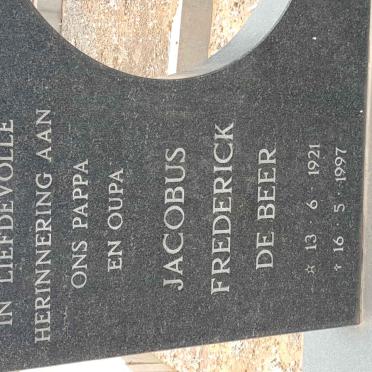 IN LIEFDEVOLLE
HERINNERING AAN
ONS PAPPA
EN OUPA
JACOBUS
FREDERICK
DE BEER
☆ 13 · 6 · 1921
✝ 16 · 5 · 1997